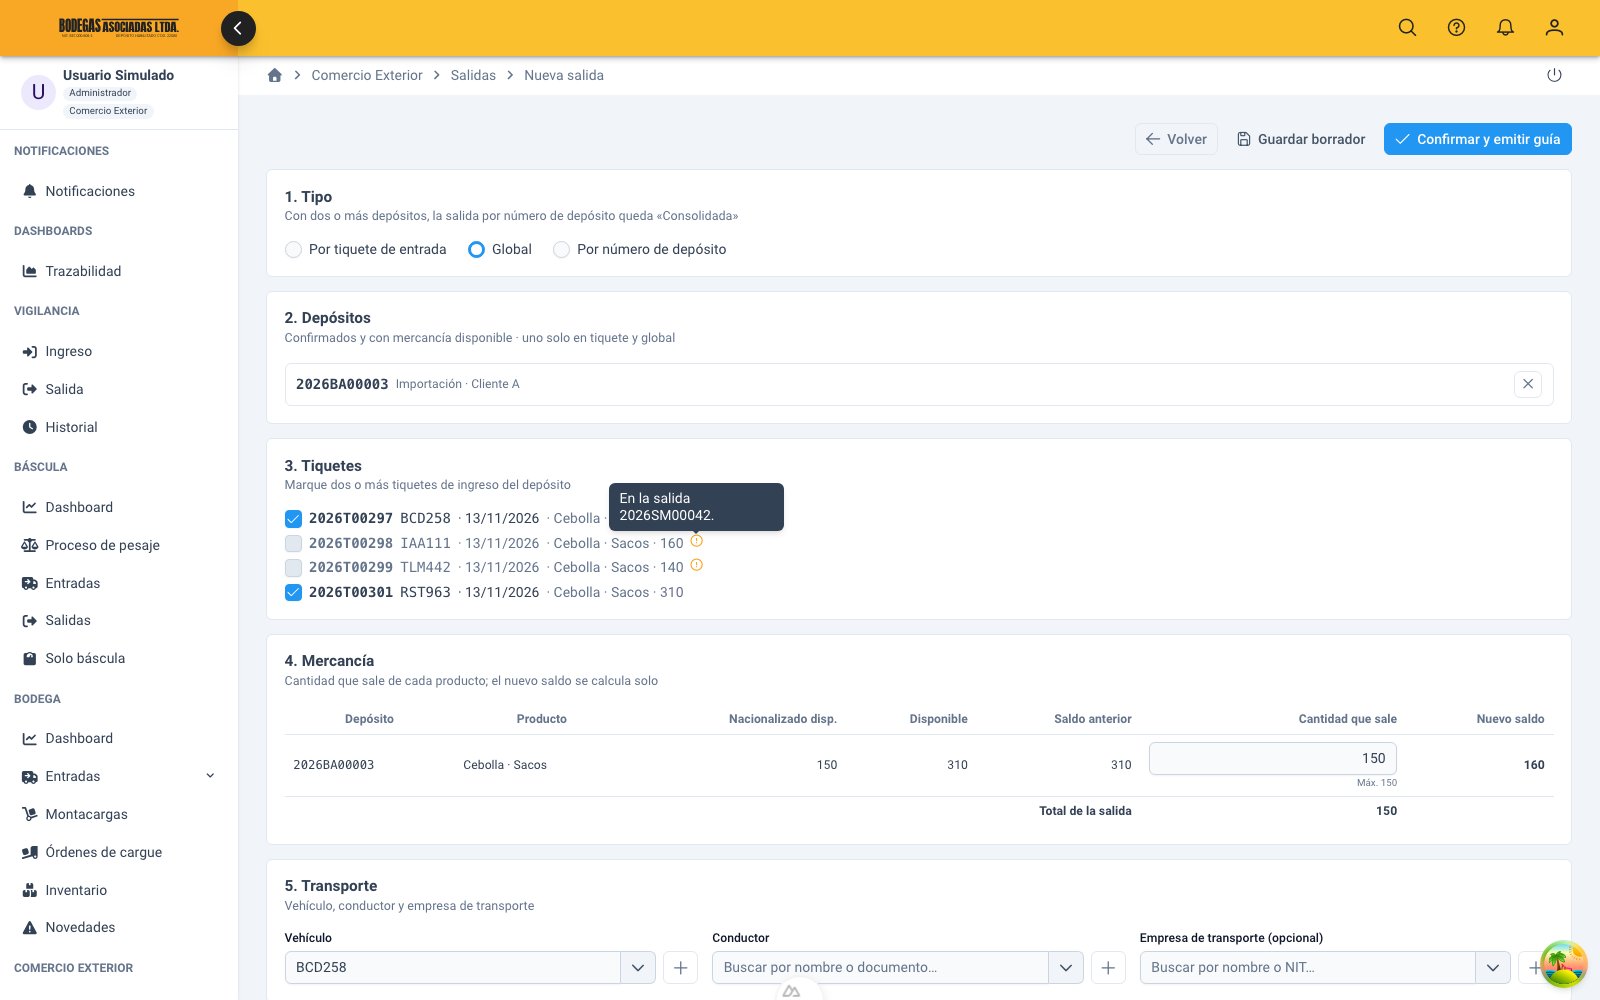 BODEGAS ASOCIADAS LTDA.
Usuario Simulado
U
Administrador
Comercio Exterior
Comercio Exterior
Salidas
Nueva salida
NOTIFICACIONES
Notificaciones
DASHBOARDS
Trazabilidad
VIGILANCIA
Ingreso
Salida
Historial
BÁSCULA
Dashboard
Proceso de pesaje
Entradas
Salidas
Solo báscula
BODEGA
Dashboard
Entradas
Montacargas
Órdenes de cargue
Inventario
Novedades
COMERCIO EXTERIOR
Volver
Guardar borrador
Confirmar y emitir guía
1. Tipo
Con dos o más depósitos, la salida por número de depósito queda «Consolidada»
Por tiquete de entrada
Global
Por número de depósito
2. Depósitos
Confirmados y con mercancía disponible · uno solo en tiquete y global
2026BA00003 Importación · Cliente A
3. Tiquetes
Marque dos o más tiquetes de ingreso del depósito
En la salida
2026SM00042.
2026T00297 BCD258 · 13/11/2026 · Cebolla ·
2026T00298 IAA111 · 13/11/2026 · Cebolla · Sacos · 160
2026T00299 TLM442 · 13/11/2026 · Cebolla · Sacos · 140
2026T00301 RST963 · 13/11/2026 · Cebolla · Sacos · 310
4. Mercancía
Cantidad que sale de cada producto; el nuevo saldo se calcula solo
Depósito Producto Nacionalizado disp. Disponible Saldo anterior Cantidad que sale Nuevo saldo
2026BA00003 Cebolla · Sacos 150 310 310 150 160
Máx. 150
Total de la salida 150
5. Transporte
Vehículo, conductor y empresa de transporte
Vehículo Conductor Empresa de transporte (opcional)
BCD258 Buscar por nombre o documento... Buscar por nombre o NIT...